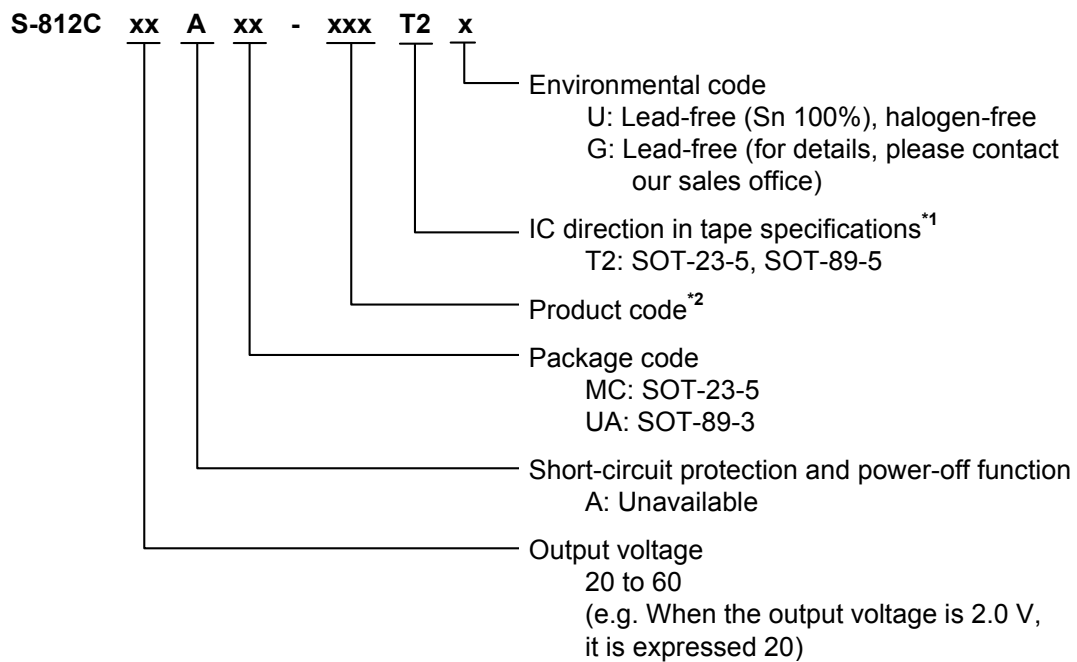 S-812C xx A xx - xxx T2 x
Environmental code
U: Lead-free (Sn 100%), halogen-free
G: Lead-free (for details, please contact
our sales office)
IC direction in tape specifications*1
T2: SOT-23-5, SOT-89-5
Product code*2
Package code
MC: SOT-23-5
UA: SOT-89-3
Short-circuit protection and power-off function
A: Unavailable
Output voltage
20 to 60
(e.g. When the output voltage is 2.0 V,
it is expressed 20)